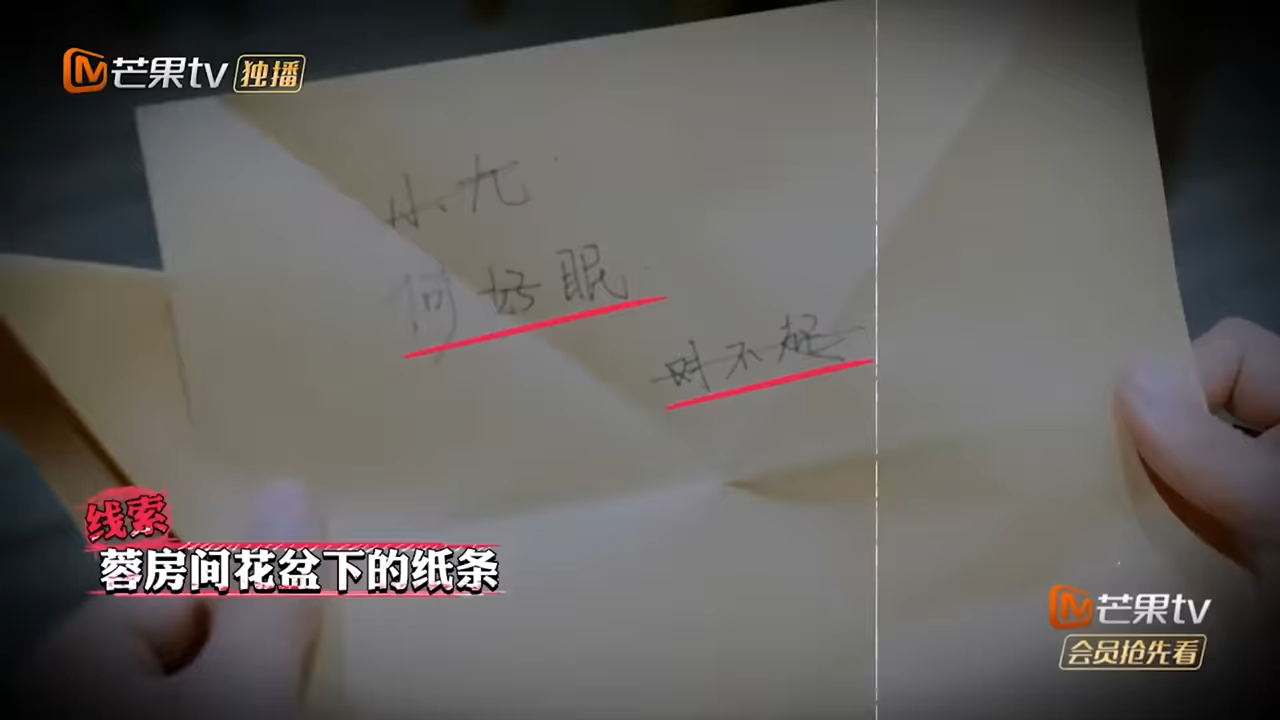 芒果tv 独播
小九
何好眠
对不起
线索
蓉房间花盆下的纸条
芒果tv
会员抢先看